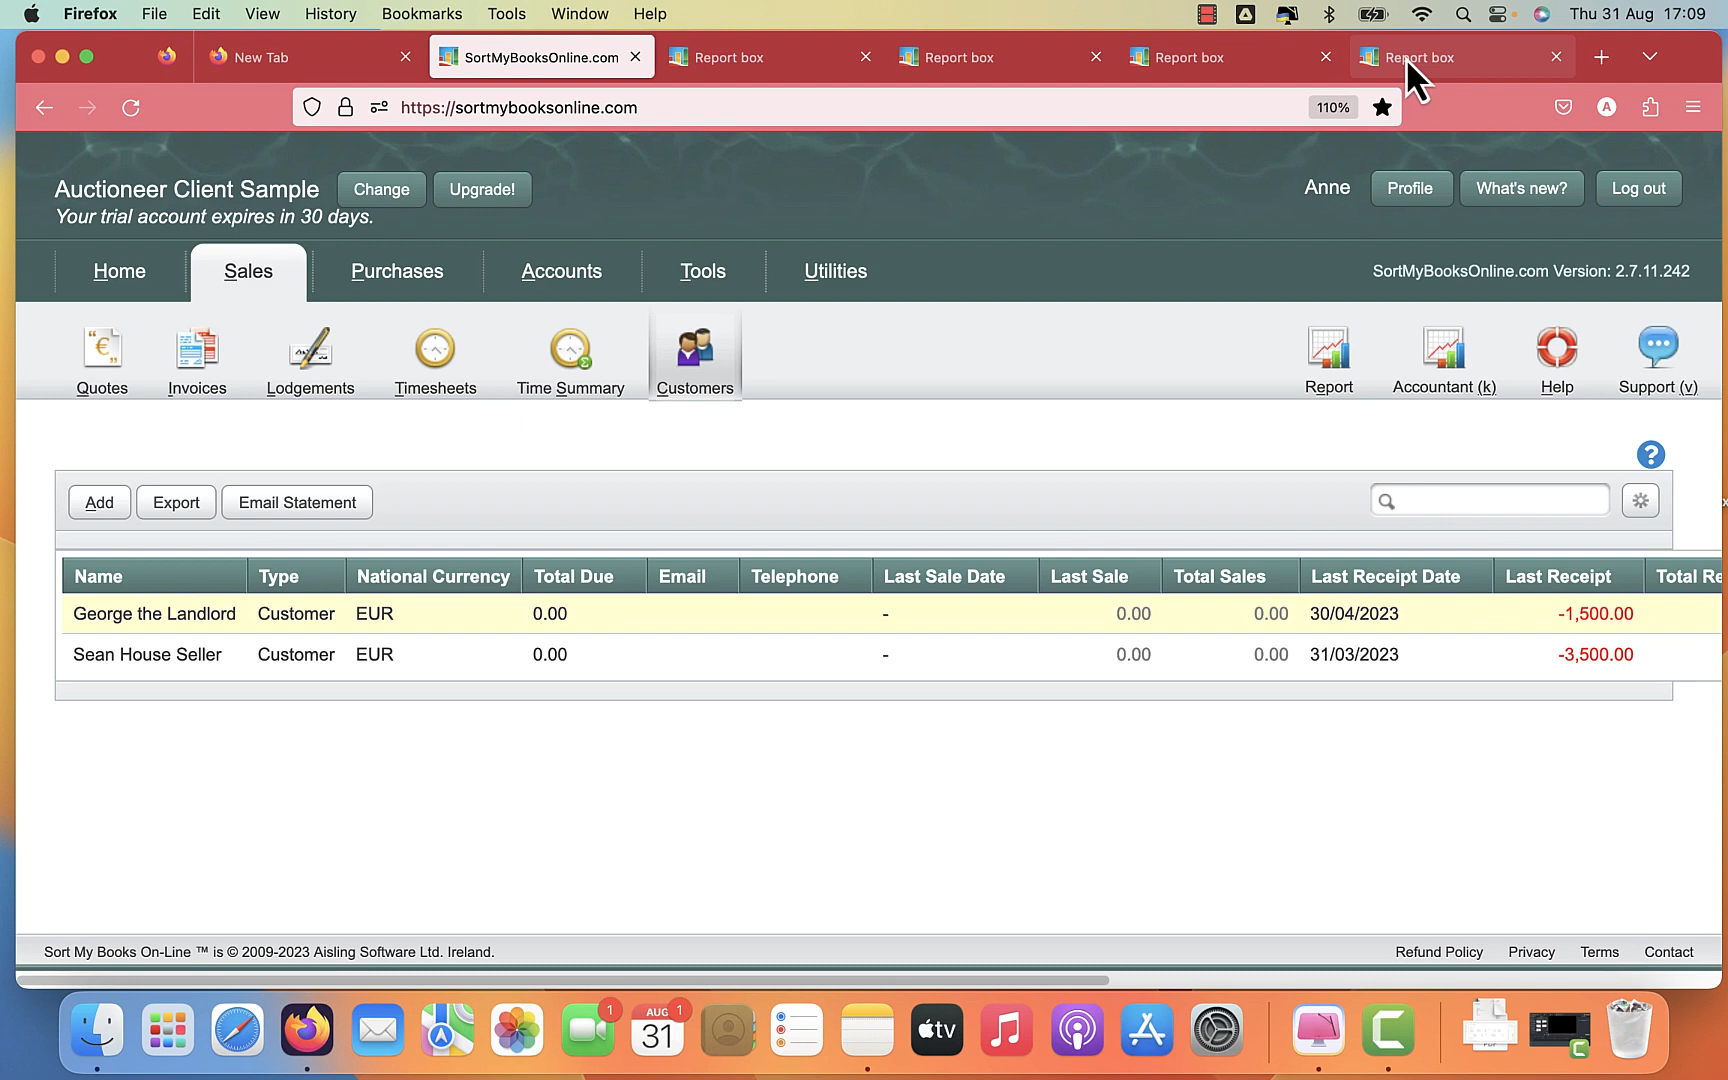 Firefox File Edit View History Bookmarks Tools Window Help Thu 31 Aug 17:09
New Tab SortMyBooksOnline.com Report box Report box Report box Report box
https://sortmybooksonline.com 110% A
Auctioneer Client Sample Change Upgrade! Anne Profile What's new? Log out
Your trial account expires in 30 days.
Home Sales Purchases Accounts Tools Utilities SortMyBooksOnline.com Version: 2.7.11.242
Quotes Invoices Lodgements Timesheets Time Summary Customers Report Accountant (k) Help Support (v)
?
Add Export Email Statement
Name Type National Currency Total Due Email Telephone Last Sale Date Last Sale Total Sales Last Receipt Date Last Receipt Total Re
George the Landlord Customer EUR 0.00 - 0.00 0.00 30/04/2023 -1,500.00
Sean House Seller Customer EUR 0.00 - 0.00 0.00 31/03/2023 -3,500.00
Sort My Books On-Line ™ is © 2009-2023 Aisling Software Ltd. Ireland. Refund Policy Privacy Terms Contact
1 AUG 1
31 tv